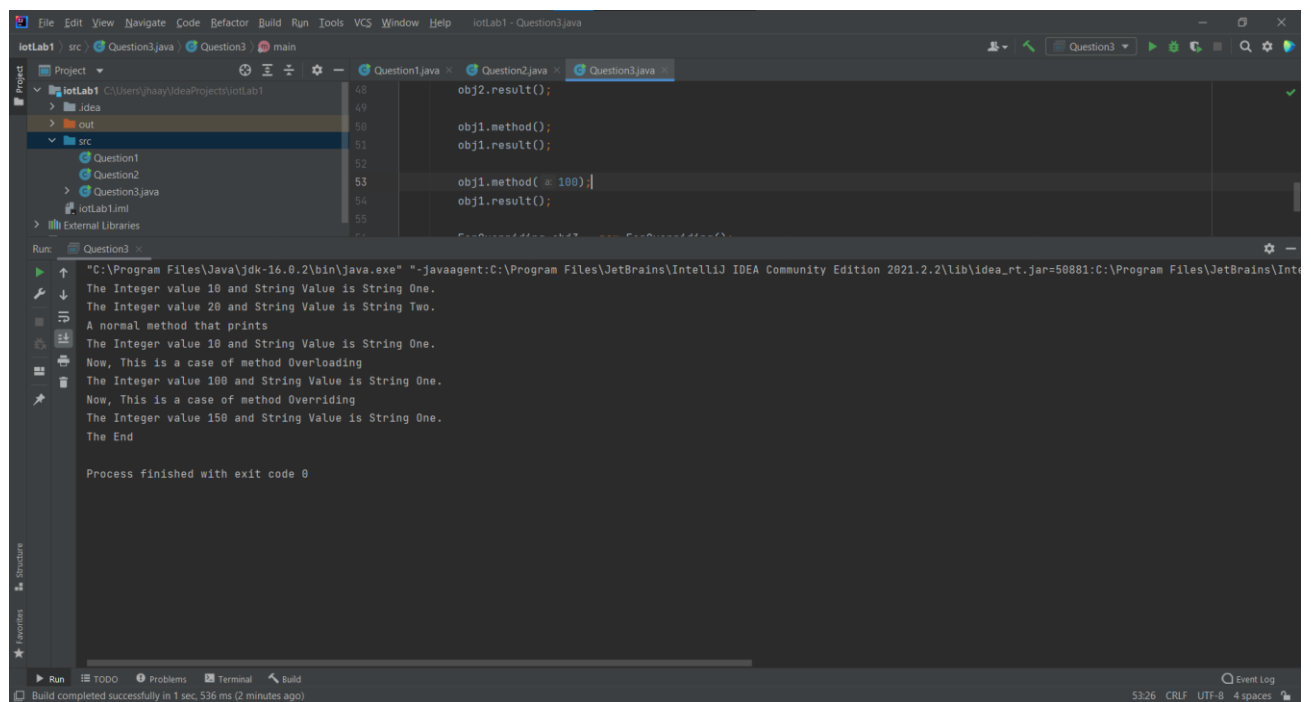 File Edit View Navigate Code Refactor Build Run Tools VCS Window Help iotLab1 - Question3.java
iotLab1 src Question3.java Question3 main Question3
Project Question1.java Question2.java Question3.java
iotLab1 C:\Users\jhaay\IdeaProjects\iotLab1
.idea
out
src
Question1
Question2
Question3.java
iotLab1.iml
External Libraries
48 obj2.result();
49
50 obj1.method();
51 obj1.result();
52
53 obj1.method( a: 100);
54 obj1.result();
55
Run: Question3
"C:\Program Files\Java\jdk-16.0.2\bin\java.exe" "-javaagent:C:\Program Files\JetBrains\IntelliJ IDEA Community Edition 2021.2.2\lib\idea_rt.jar=50881:C:\Program Files\JetBrains\Inte
The Integer value 10 and String Value is String One.
The Integer value 20 and String Value is String Two.
A normal method that prints
The Integer value 10 and String Value is String One.
Now, This is a case of method Overloading
The Integer value 100 and String Value is String One.
Now, This is a case of method Overriding
The Integer value 150 and String Value is String One.
The End
Process finished with exit code 0
Project
Structure
Favorites
Run TODO Problems Terminal Build Event Log
Build completed successfully in 1 sec, 536 ms (2 minutes ago) 53:26 CRLF UTF-8 4 spaces